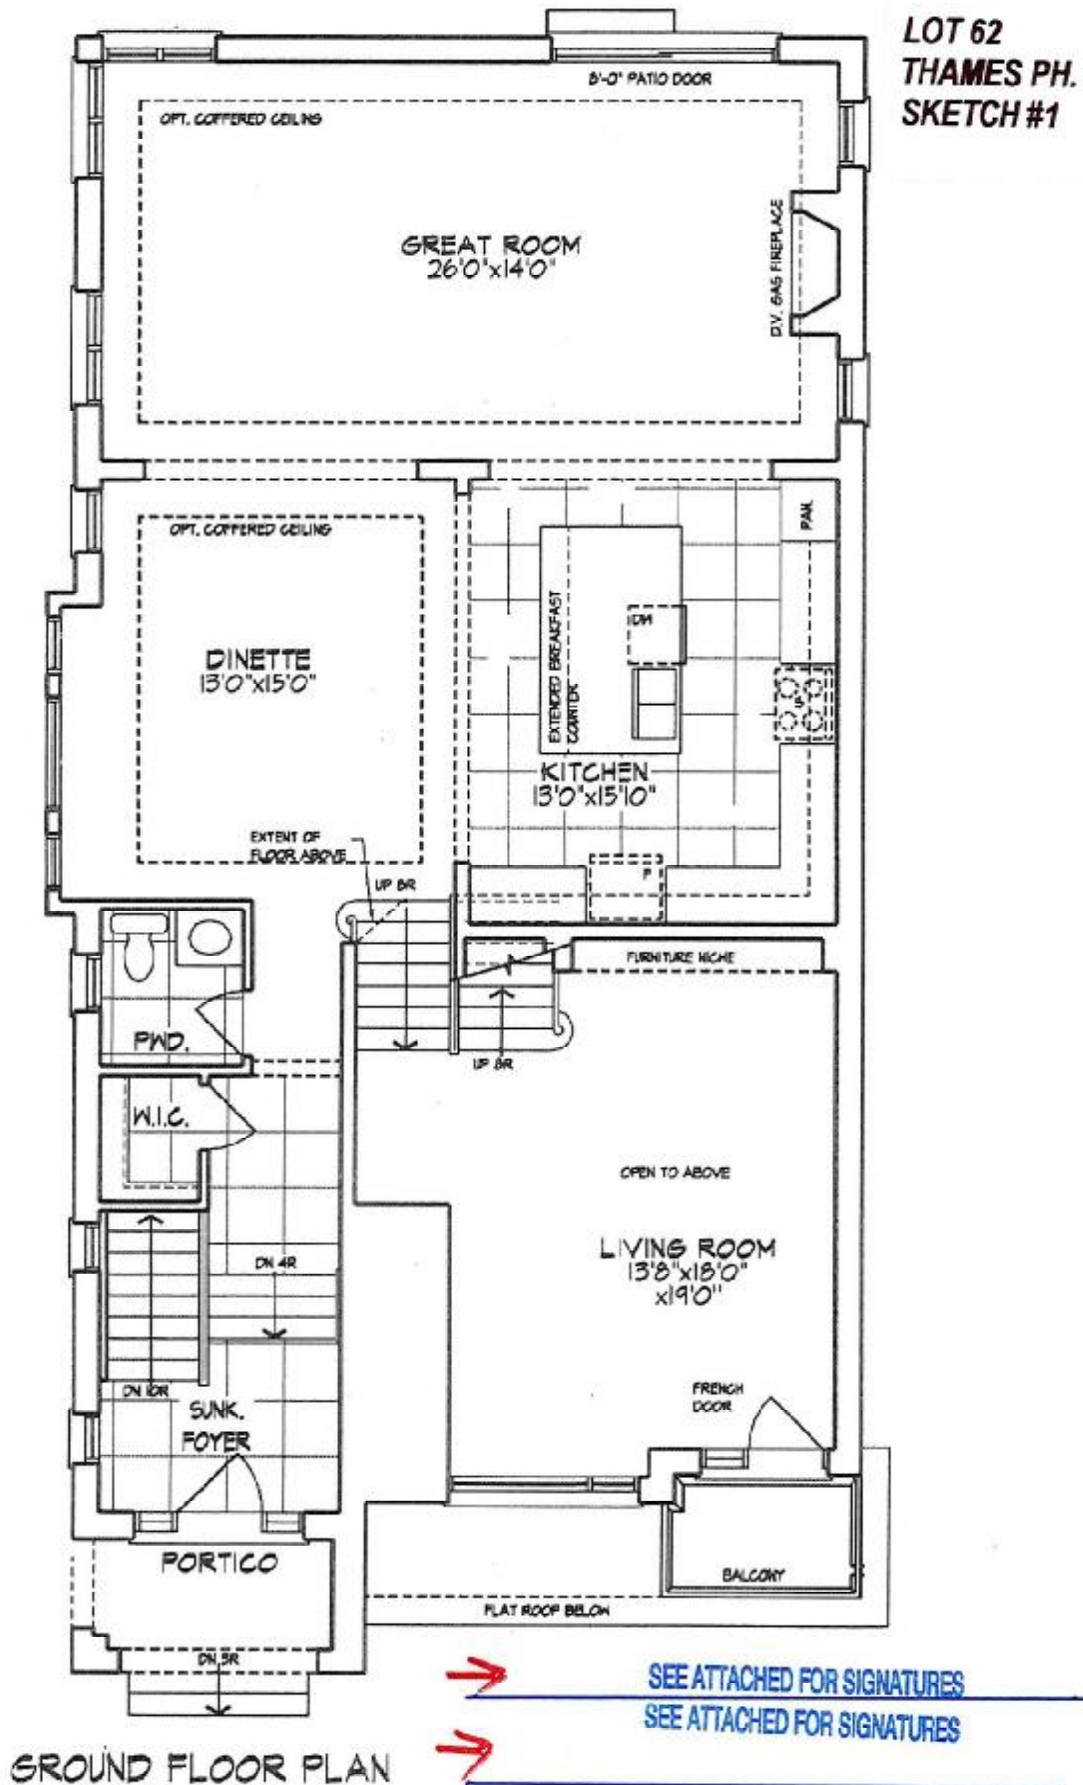 LOT 62
THAMES PH.
SKETCH #1
8'-0" PATIO DOOR
OPT. COFFERED CEILING
GREAT ROOM
26'0"x14'0"
D.V. GAS FIREPLACE
OPT. COFFERED CEILING
PAN.
DINETTE
13'0"x15'0"
DW
EXTENDED BREAKFAST
COUNTER
KITCHEN
13'0"x15'10"
EXTENT OF
FLOOR ABOVE
F
UP 8R
FURNITURE NICHE
PWD.
UP 8R
W.I.C.
OPEN TO ABOVE
LIVING ROOM
13'8"x18'0"
x19'0"
DN 4R
DN 10R
SUNK.
FOYER
FRENCH
DOOR
PORTICO
BALCONY
FLAT ROOF BELOW
DN 3R
SEE ATTACHED FOR SIGNATURES
SEE ATTACHED FOR SIGNATURES
GROUND FLOOR PLAN